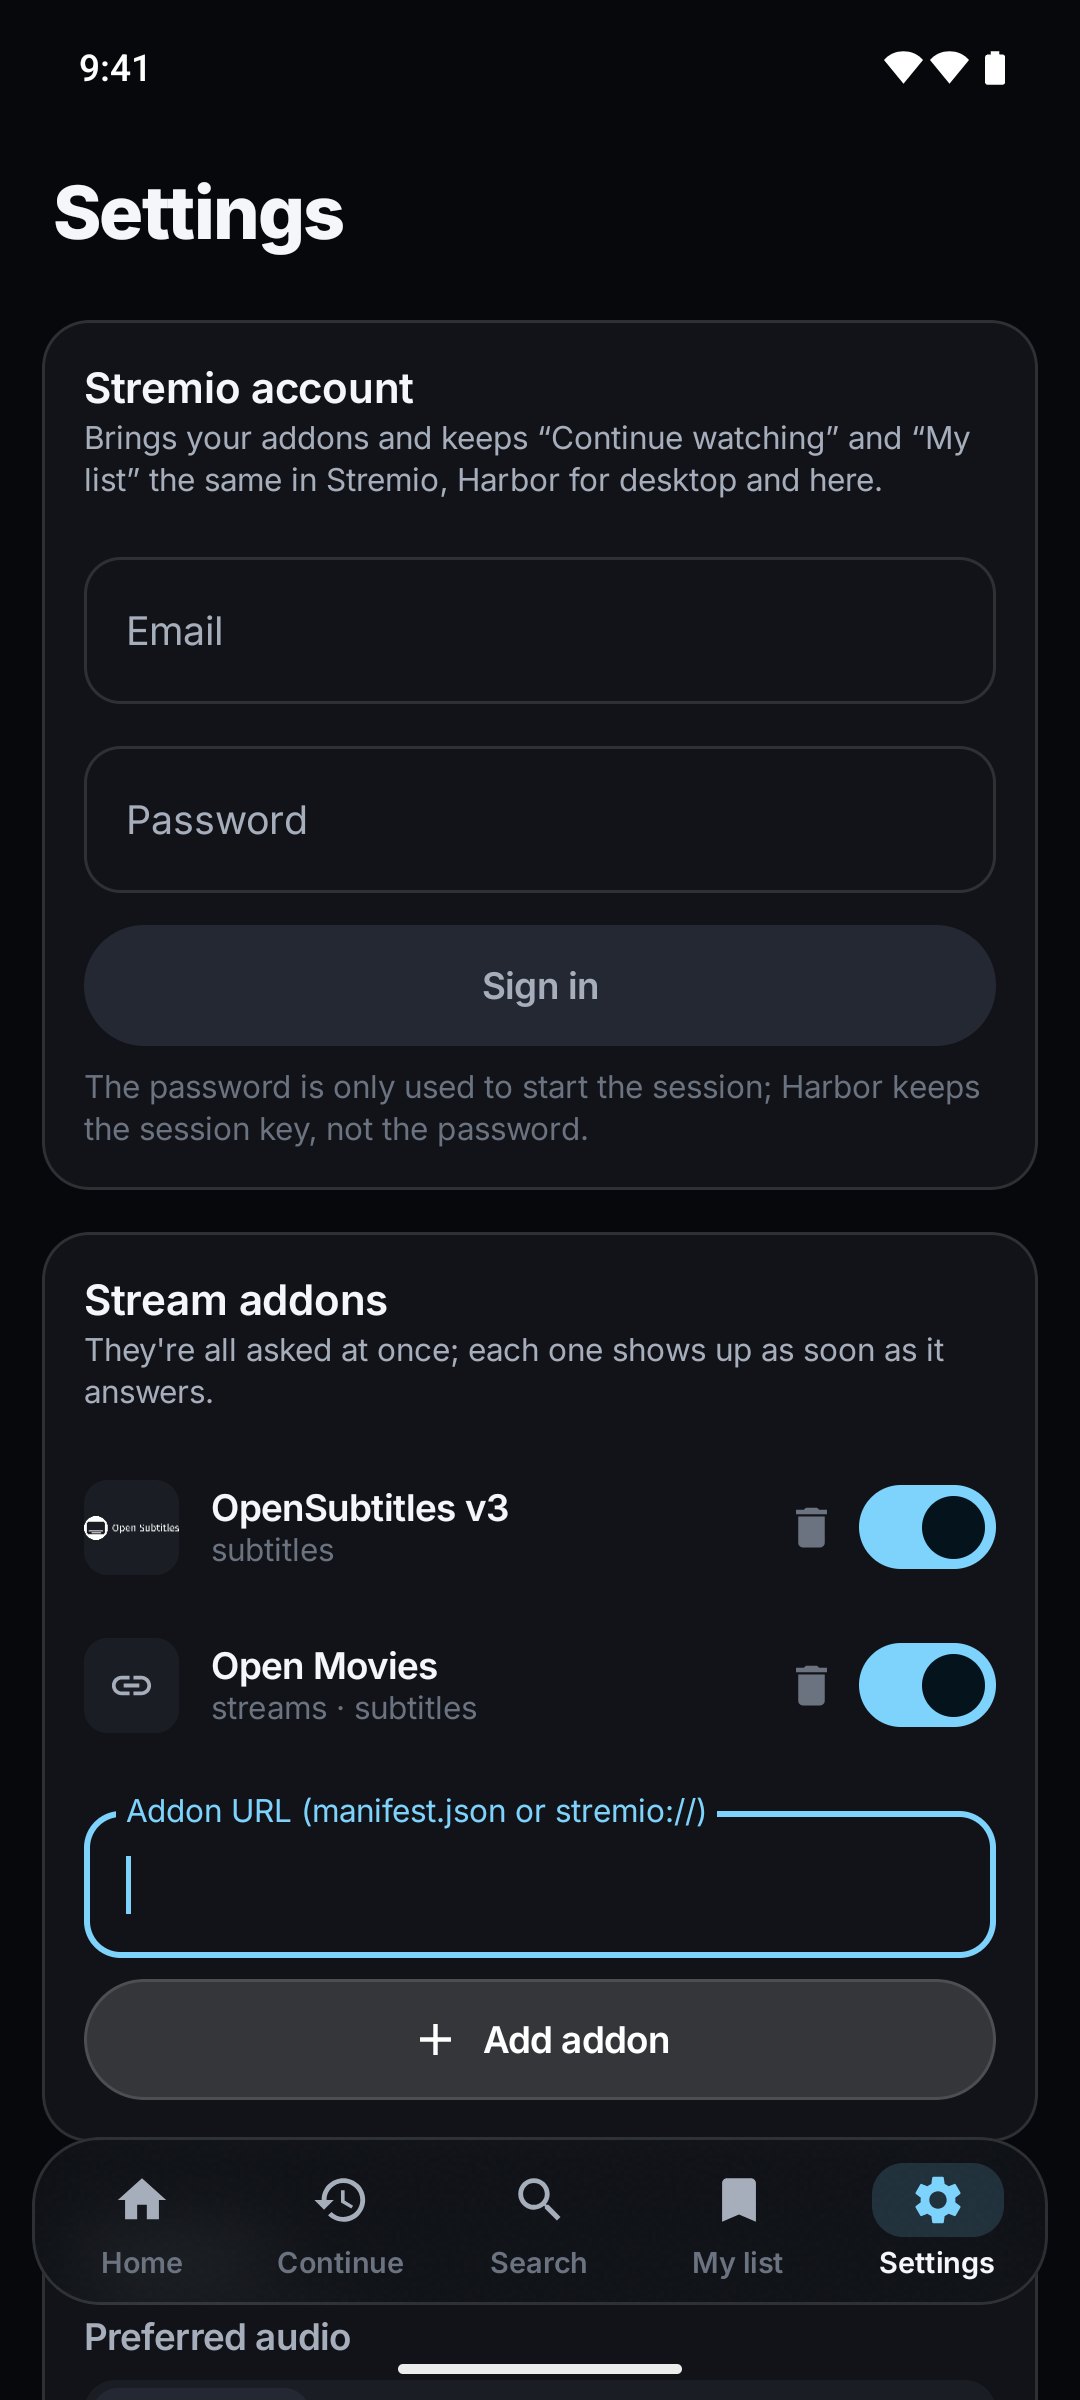 9:41
Settings
Stremio account
Brings your addons and keeps “Continue watching” and “My
list” the same in Stremio, Harbor for desktop and here.
Email
Password
Sign in
The password is only used to start the session; Harbor keeps
the session key, not the password.
Stream addons
They're all asked at once; each one shows up as soon as it
answers.
Open Subtitles
OpenSubtitles v3
subtitles
Open Movies
streams · subtitles
Addon URL (manifest.json or stremio://)
Add addon
Home
Continue
Search
My list
Settings
Preferred audio